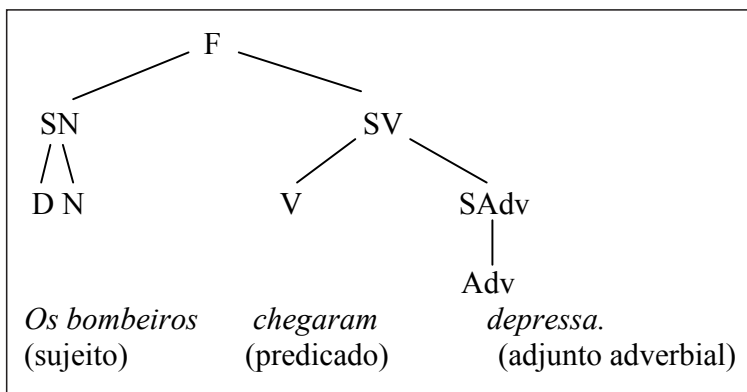 F
SN SV
D N V SAdv
Adv
Os bombeiros chegaram depressa.
(sujeito) (predicado) (adjunto adverbial)